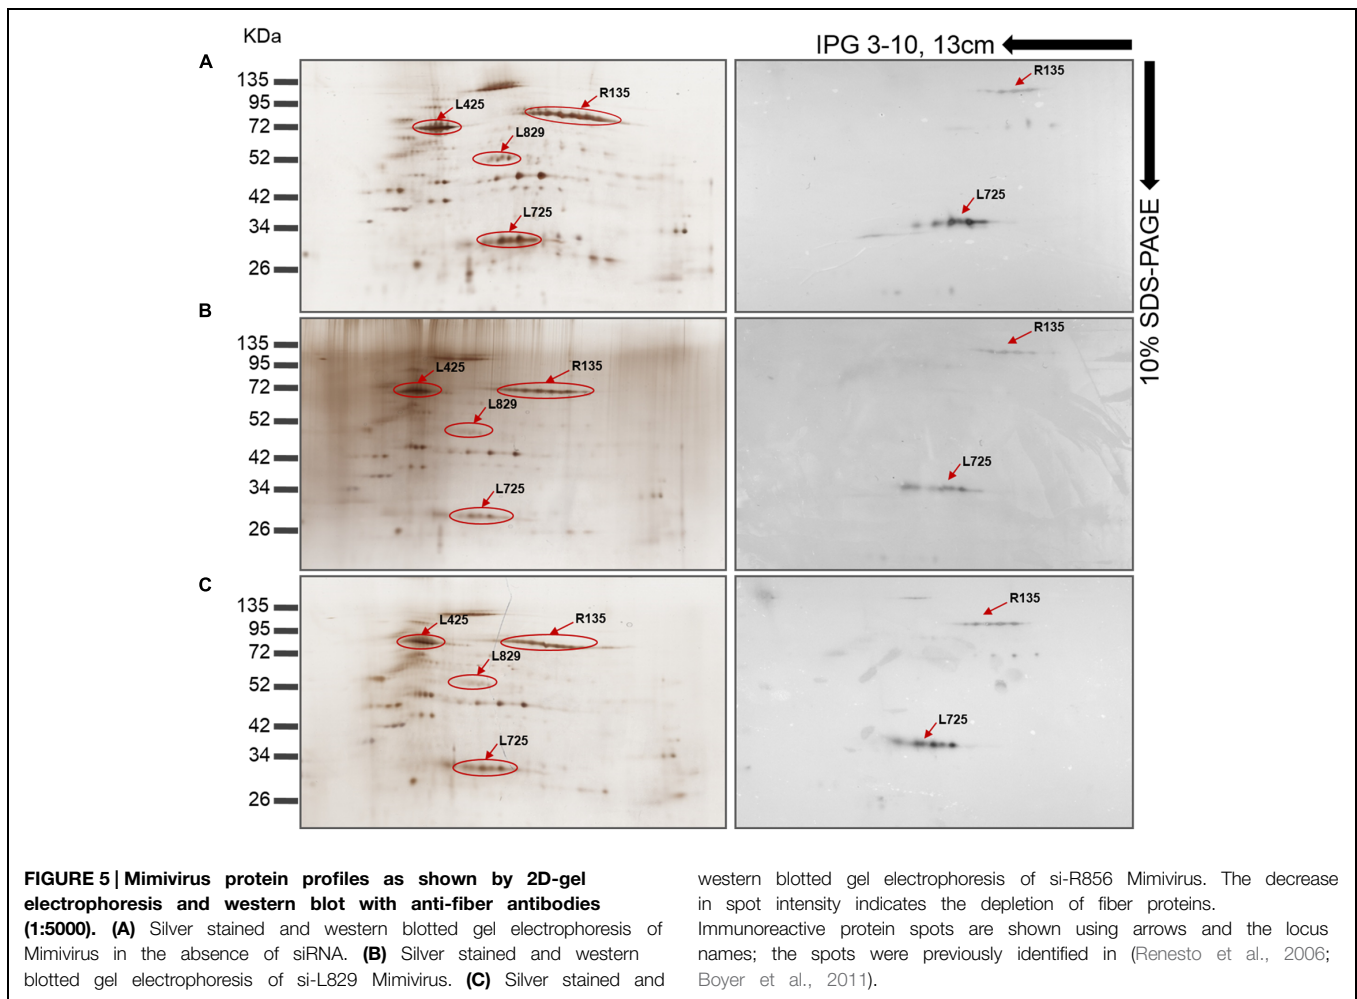 KDa
IPG 3-10, 13cm
A
135
95
72
52
42
34
26
L425
R135
L829
L725
R135
L725
10% SDS-PAGE
B
135
95
72
52
42
34
26
L425
R135
L829
L725
R135
L725
C
135
95
72
52
42
34
26
L425
R135
L829
L725
R135
L725
FIGURE 5 | Mimivirus protein profiles as shown by 2D-gel
electrophoresis and western blot with anti-fiber antibodies
(1:5000). (A) Silver stained and western blotted gel electrophoresis of
Mimivirus in the absence of siRNA. (B) Silver stained and western
blotted gel electrophoresis of si-L829 Mimivirus. (C) Silver stained and
western blotted gel electrophoresis of si-R856 Mimivirus. The decrease
in spot intensity indicates the depletion of fiber proteins.
Immunoreactive protein spots are shown using arrows and the locus
names; the spots were previously identified in (Renesto et al., 2006;
Boyer et al., 2011).